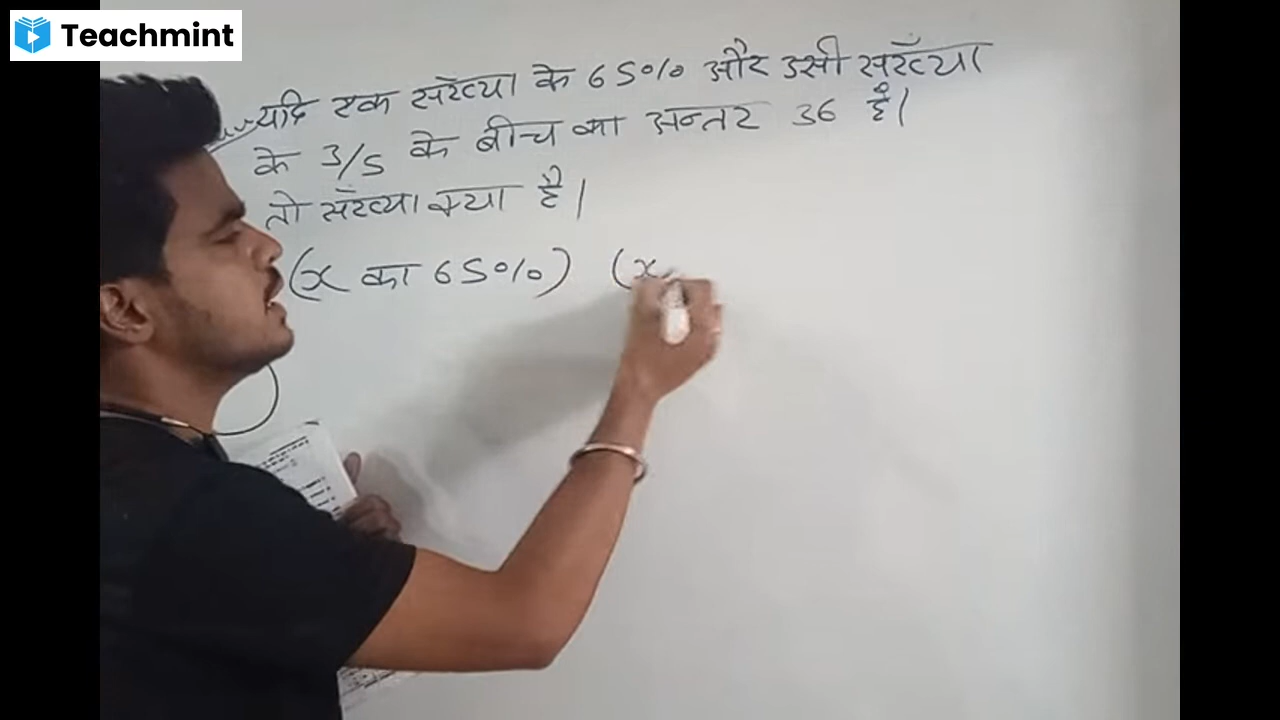 Teachmint
यदि एक संख्या के 65% और उसी संख्या
के 3/5 के बीच का अन्तर 36 है।
तो संख्या क्या है।
(x का 65%) (x